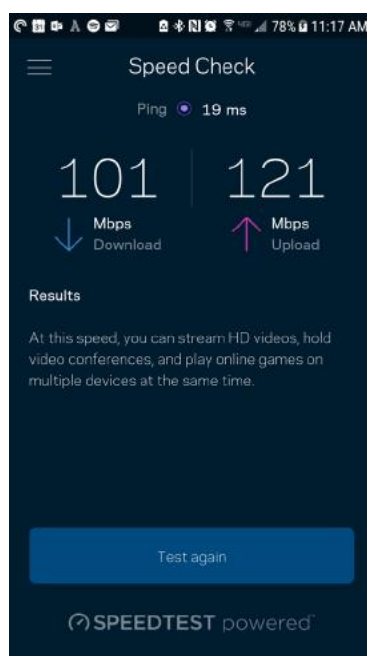 78% 11:17 AM
Speed Check
Ping 19 ms
101 121
Mbps Mbps
Download Upload
Results
At this speed, you can stream HD videos, hold
video conferences, and play online games on
multiple devices at the same time.
Test again
SPEEDTEST powered